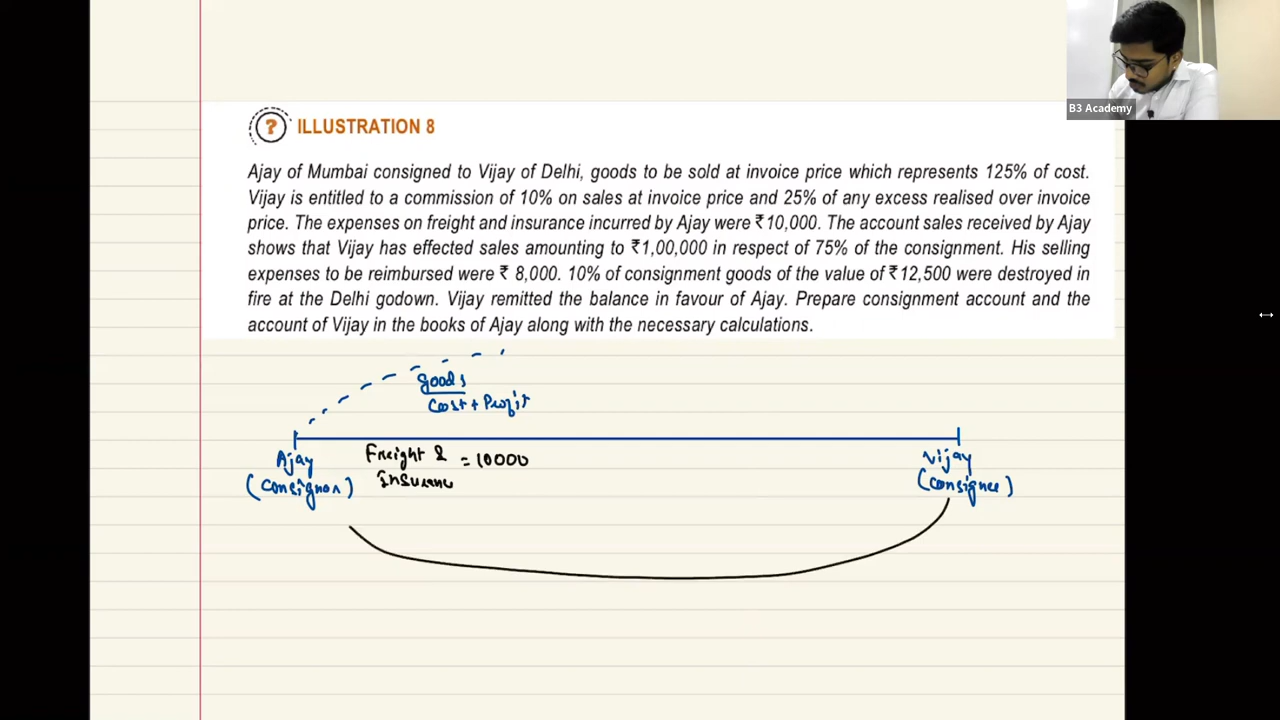 B3 Academy
? ILLUSTRATION 8
Ajay of Mumbai consigned to Vijay of Delhi, goods to be sold at invoice price which represents 125% of cost.
Vijay is entitled to a commission of 10% on sales at invoice price and 25% of any excess realised over invoice
price. The expenses on freight and insurance incurred by Ajay were ₹10,000. The account sales received by Ajay
shows that Vijay has effected sales amounting to ₹1,00,000 in respect of 75% of the consignment. His selling
expenses to be reimbursed were ₹ 8,000. 10% of consignment goods of the value of ₹12,500 were destroyed in
fire at the Delhi godown. Vijay remitted the balance in favour of Ajay. Prepare consignment account and the
account of Vijay in the books of Ajay along with the necessary calculations.
goods
Cost + Profit
Ajay
(Consignor)
Freight &
insurance
= 10000
Vijay
(Consignee)